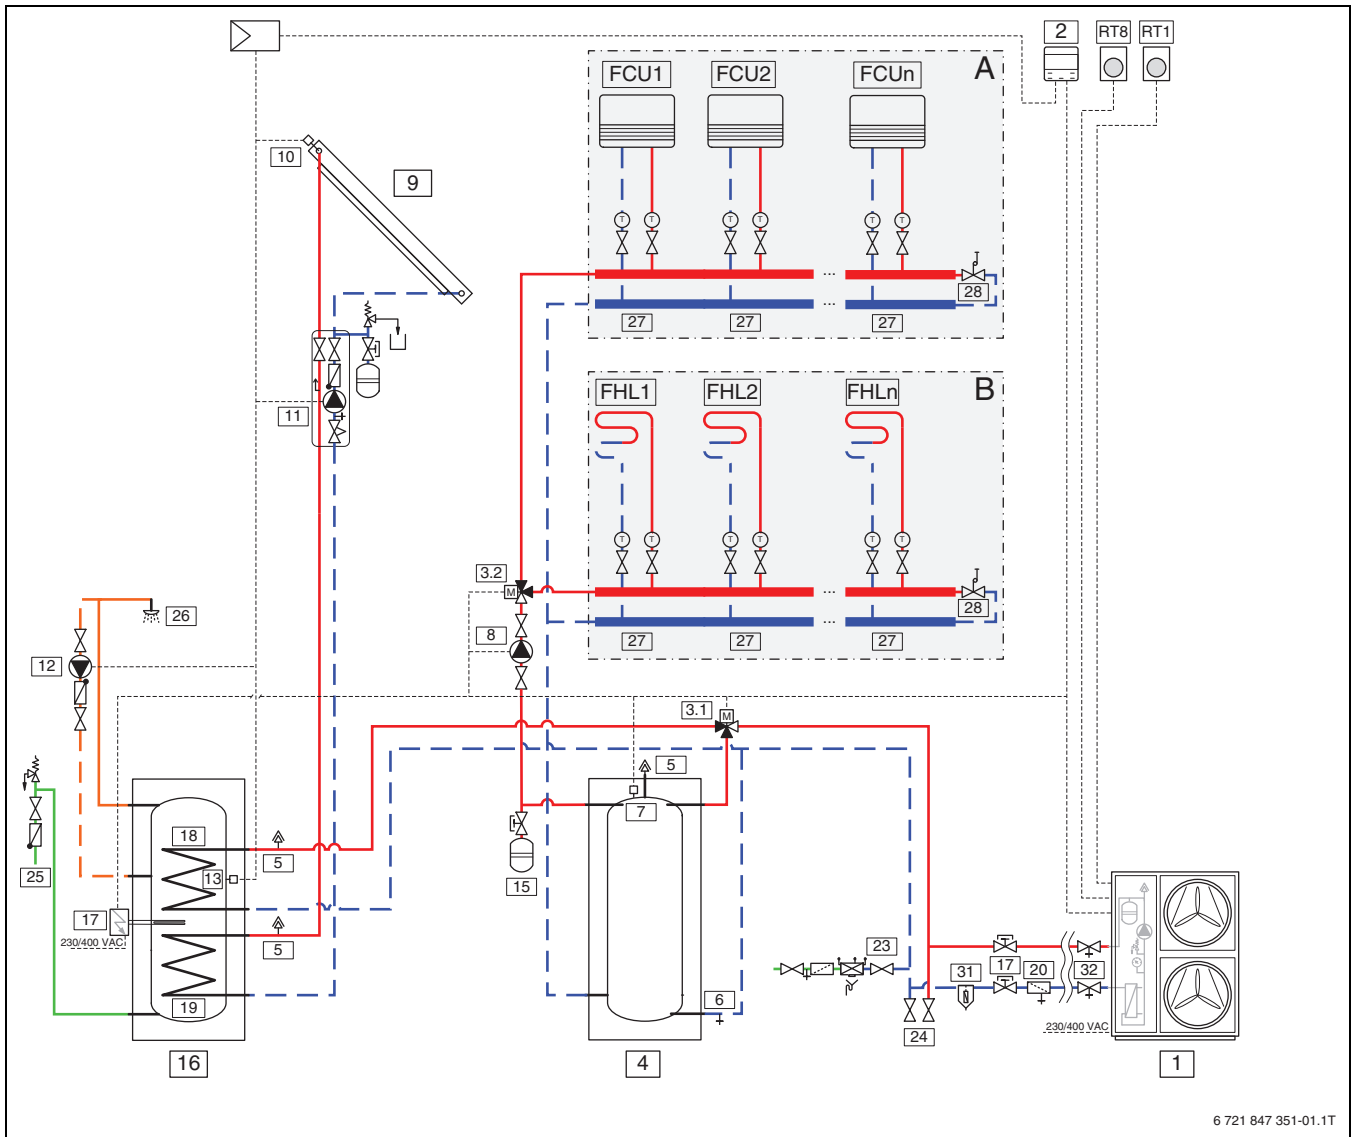 2 RT8 RT1
A
FCU1 FCU2 FCUn
10
9
T T T T T T
... ...
28
27 27 27
11
B
FHL1 FHL2 FHLn
T T T T T T
3.2
M
... ...
28
27 27 27
26
8
12
3.1
M
5
7
18
5
13
25
15
17
230/400 VAC
5
19
23
31 17 20 32
6
24
230/400 VAC
16 4 1
6 721 847 351-01.1T